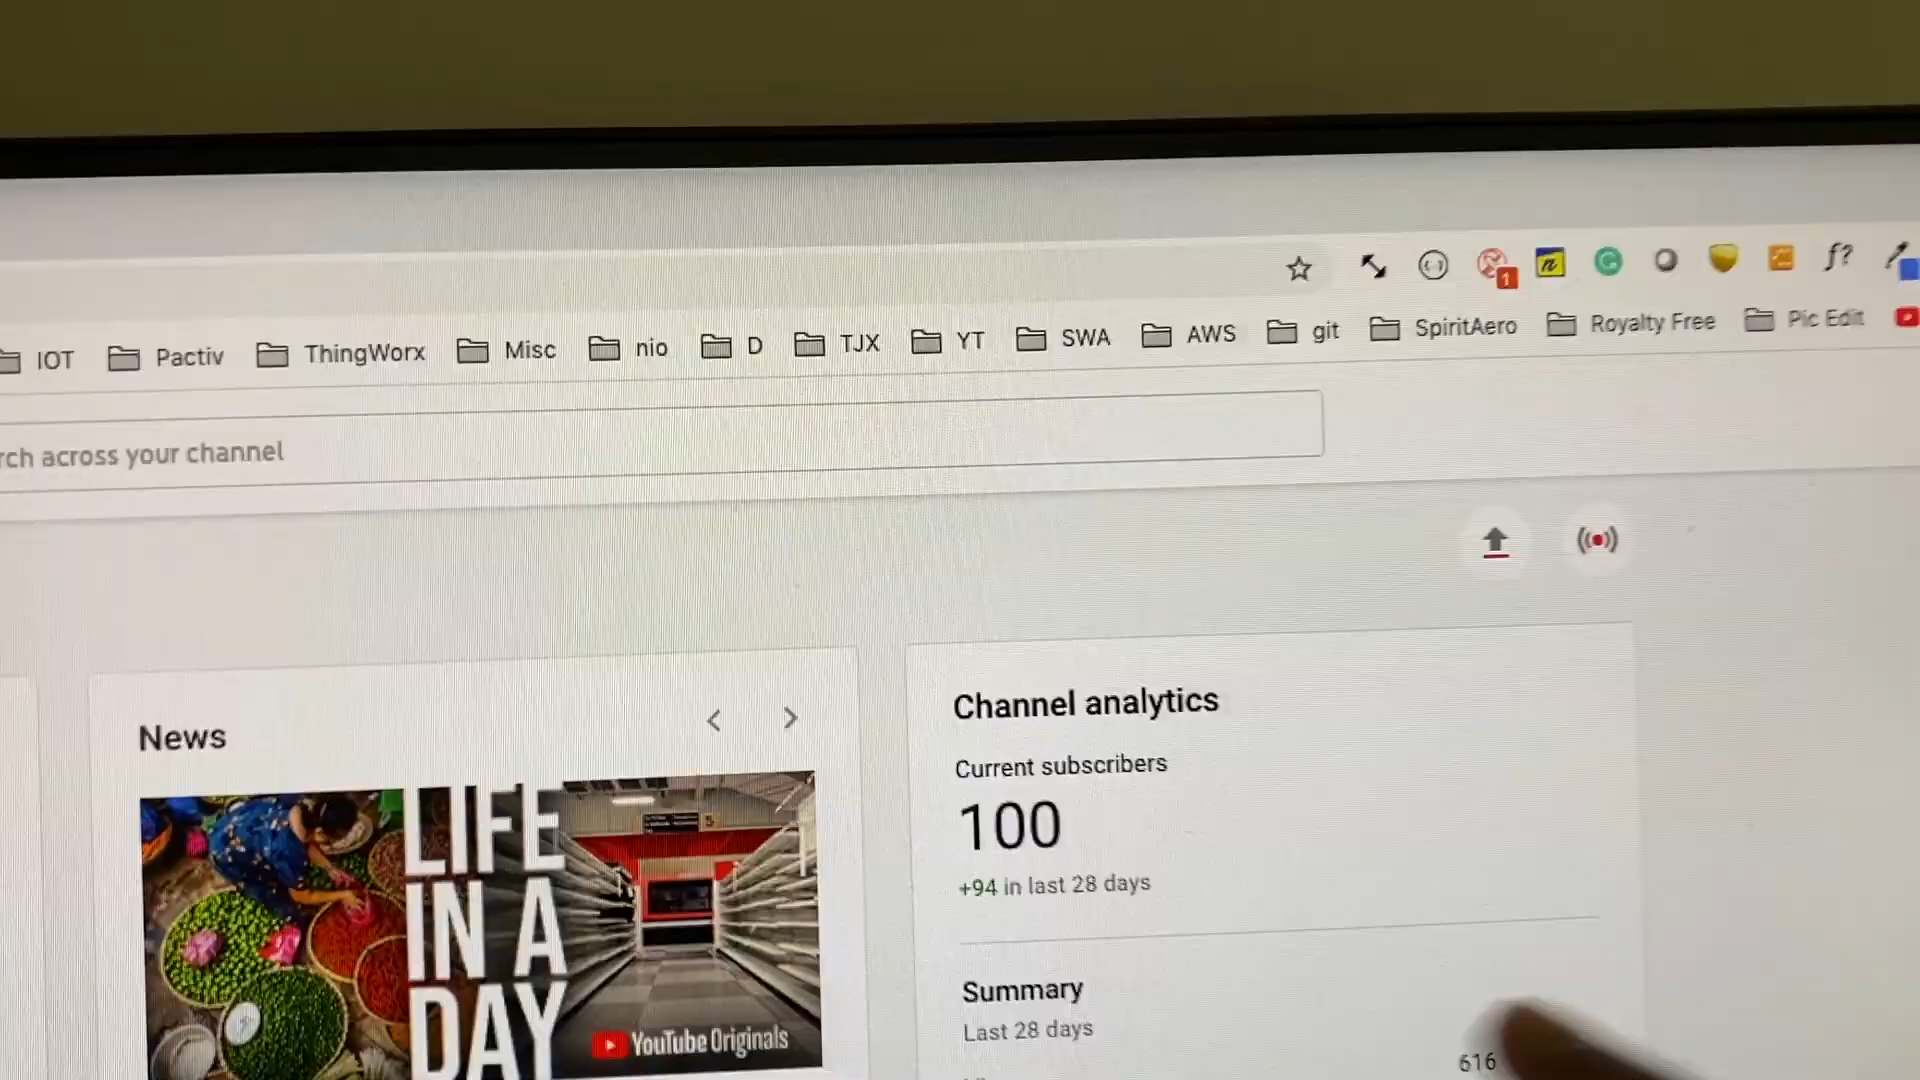 1
n
f?
IOT Pactiv ThingWorx Misc nio D TJX YT SWA AWS git SpiritAero Royalty Free Pic Edit
rch across your channel
News
LIFE
IN A
DAY
YouTube Originals
Channel analytics
Current subscribers
100
+94 in last 28 days
Summary
Last 28 days
616